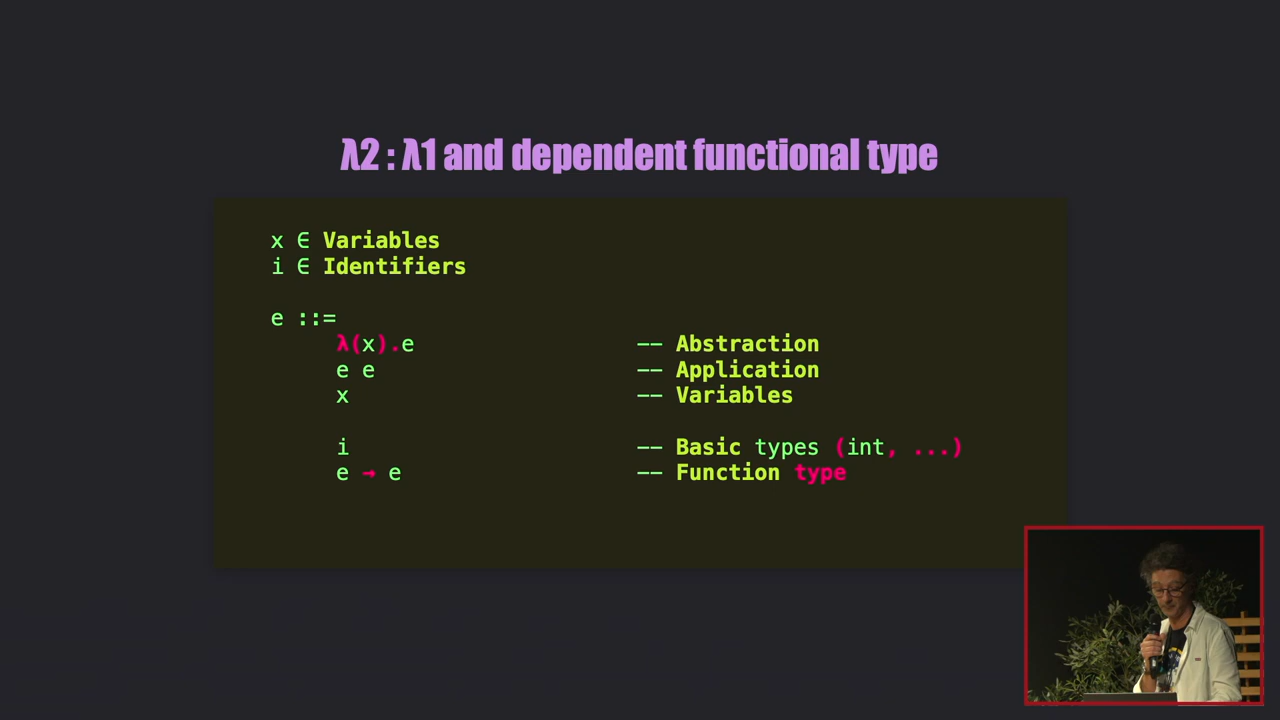 λ2 : λ1 and dependent functional type
x ∈ Variables
i ∈ Identifiers
e ::=
λ(x).e -- Abstraction
e e -- Application
x -- Variables
i -- Basic types (int, ...)
e → e -- Function type